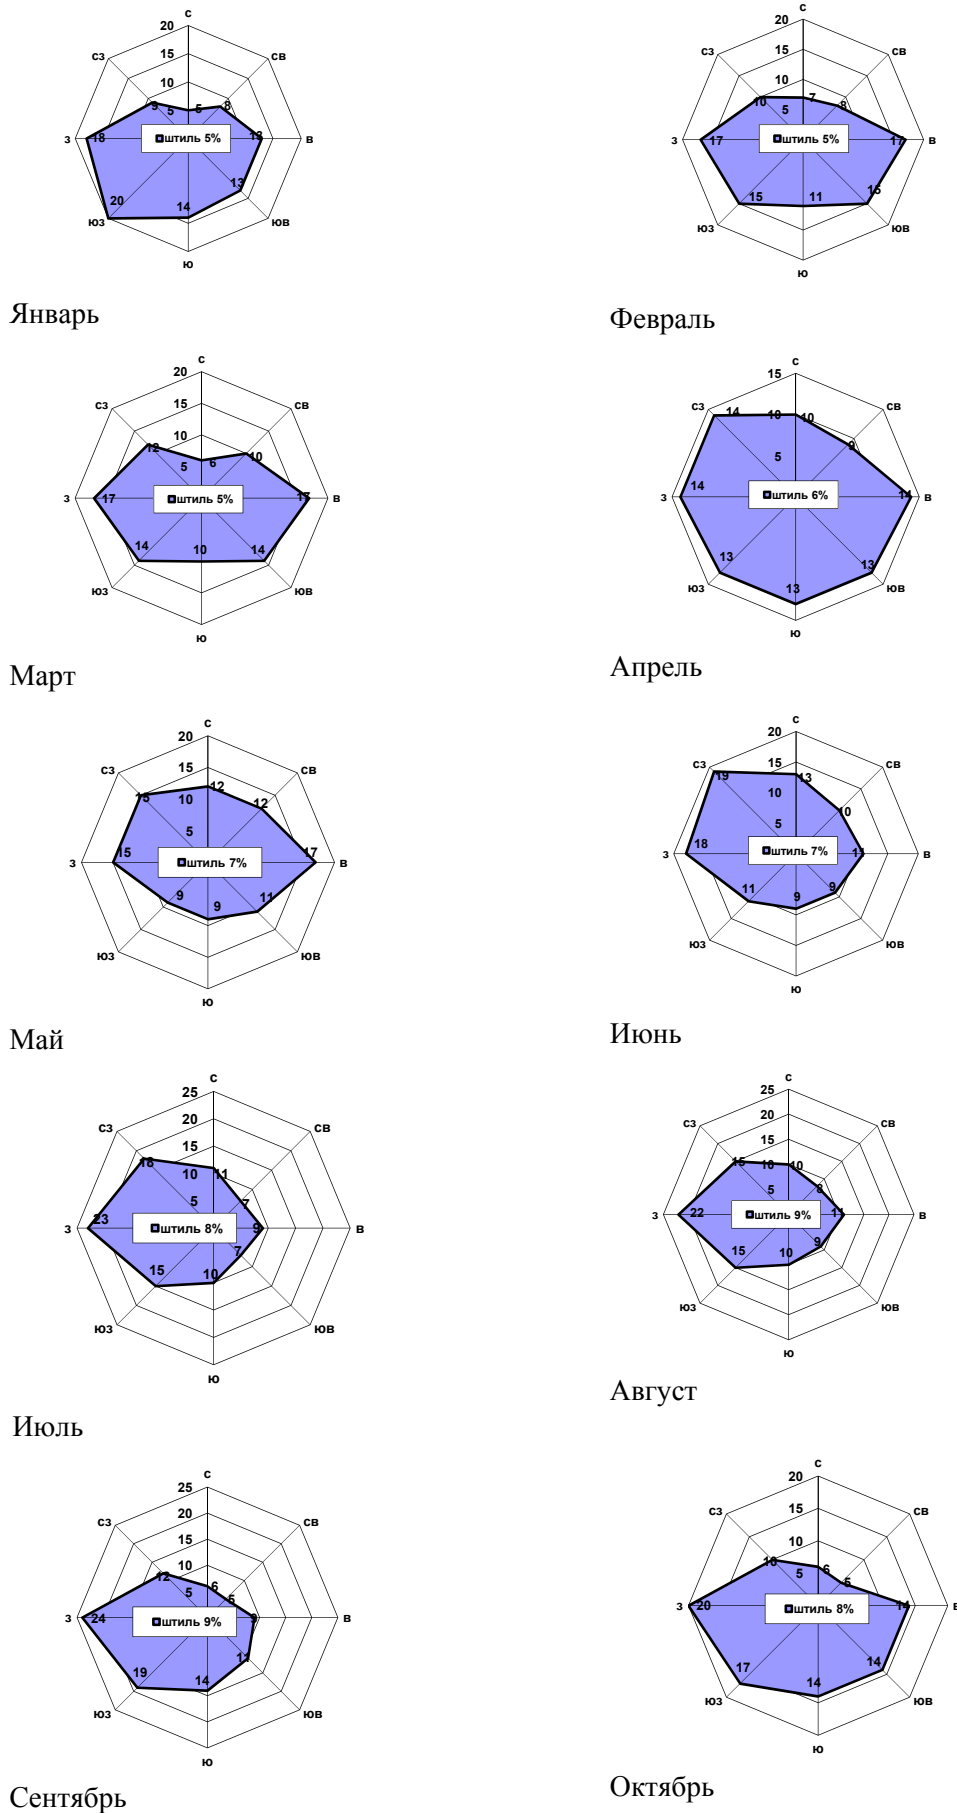 С
20
СЗ
СВ
15
10
9
5
5
8
З
18
штиль 5%
13
В
20
14
13
ЮЗ
ЮВ
Ю
Январь
С
20
СЗ
СВ
15
10
10
5
7
8
З
17
штиль 5%
17
В
15
11
15
ЮЗ
ЮВ
Ю
Февраль
С
20
СЗ
СВ
15
10
12
5
6
10
З
17
штиль 5%
17
В
14
10
14
ЮЗ
ЮВ
Ю
Март
С
15
СЗ
14
СВ
10
10
9
5
З
14
штиль 6%
14
В
13
13
13
ЮЗ
ЮВ
Ю
Апрель
С
20
СЗ
СВ
15
15
10
12
12
5
З
15
штиль 7%
17
В
9
9
11
ЮЗ
ЮВ
Ю
Май
С
20
СЗ
19
СВ
15
13
10
10
5
З
18
штиль 7%
11
В
11
9
9
ЮЗ
ЮВ
Ю
Июнь
С
25
СЗ
СВ
20
15
18
10
11
5
7
З
23
штиль 8%
9
В
15
10
7
ЮЗ
ЮВ
Ю
Июль
С
25
СЗ
СВ
20
15
15
10
10
5
8
З
22
штиль 9%
11
В
15
10
9
ЮЗ
ЮВ
Ю
Август
С
25
СЗ
СВ
20
15
10
12
5
6
5
З
24
штиль 9%
9
В
19
14
11
ЮЗ
ЮВ
Ю
Сентябрь
С
20
СЗ
СВ
15
10
10
5
6
5
З
20
штиль 8%
14
В
17
14
14
ЮЗ
ЮВ
Ю
Октябрь